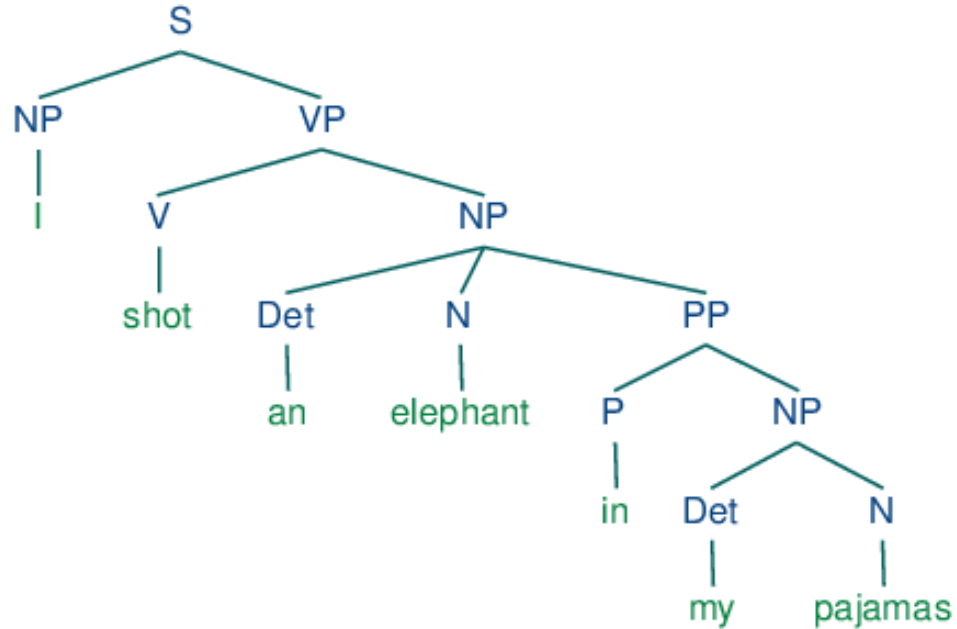 S
NP VP
I V NP
shot Det N PP
an elephant P NP
in Det N
my pajamas